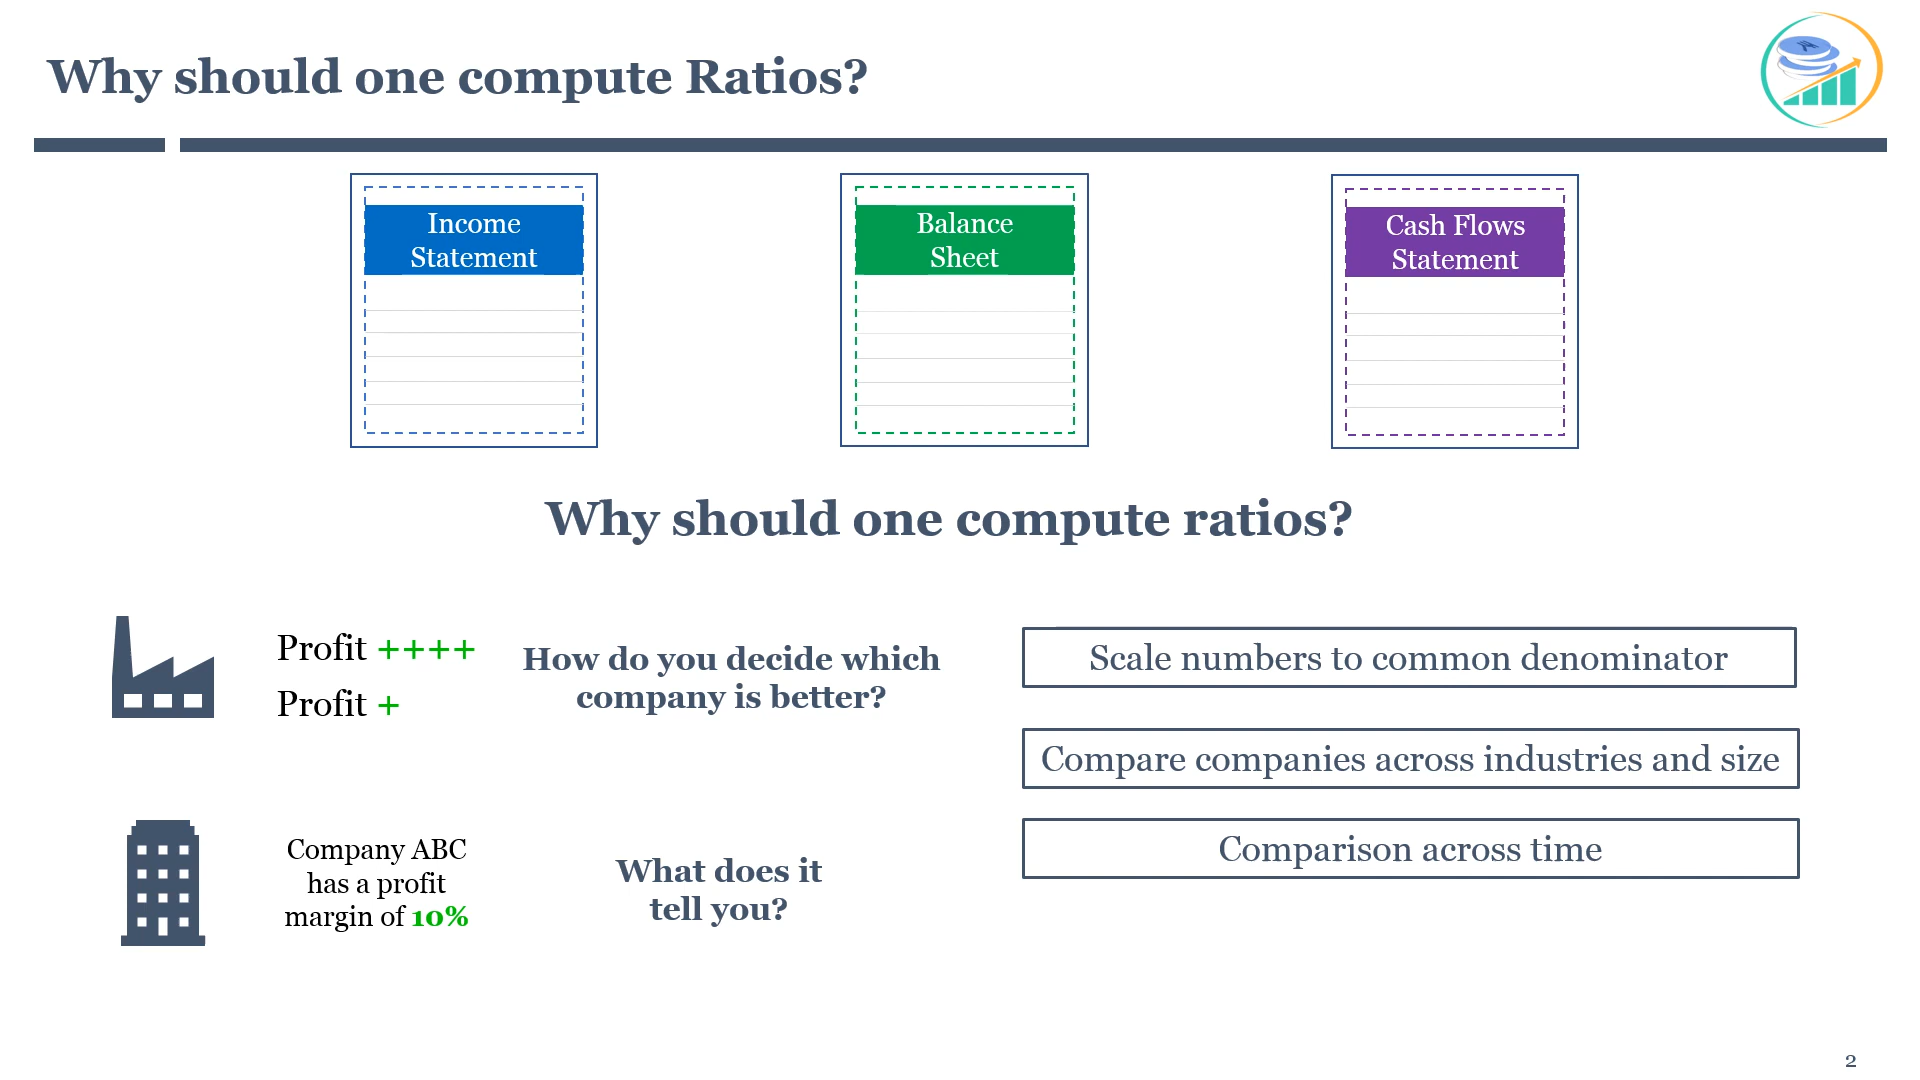 Why should one compute Ratios?
Income
Statement
Balance
Sheet
Cash Flows
Statement
Why should one compute ratios?
Profit ++++
Profit +
How do you decide which
company is better?
Scale numbers to common denominator
Compare companies across industries and size
Comparison across time
Company ABC
has a profit
margin of 10%
What does it
tell you?
2